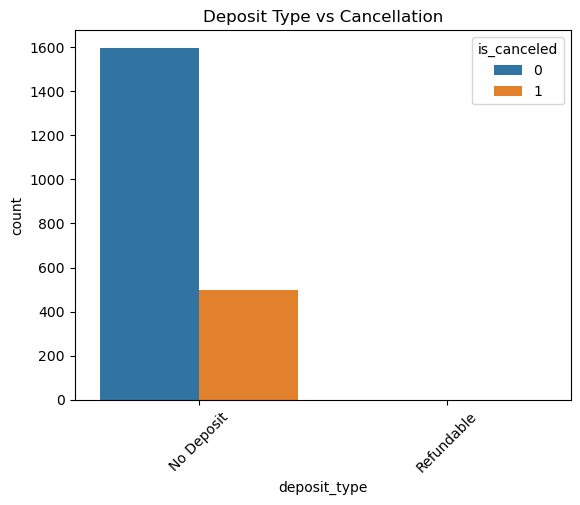 Deposit Type vs Cancellation
is_canceled
0
1
1600
1400
1200
1000
800
600
400
200
0
count
No Deposit
Refundable
deposit_type